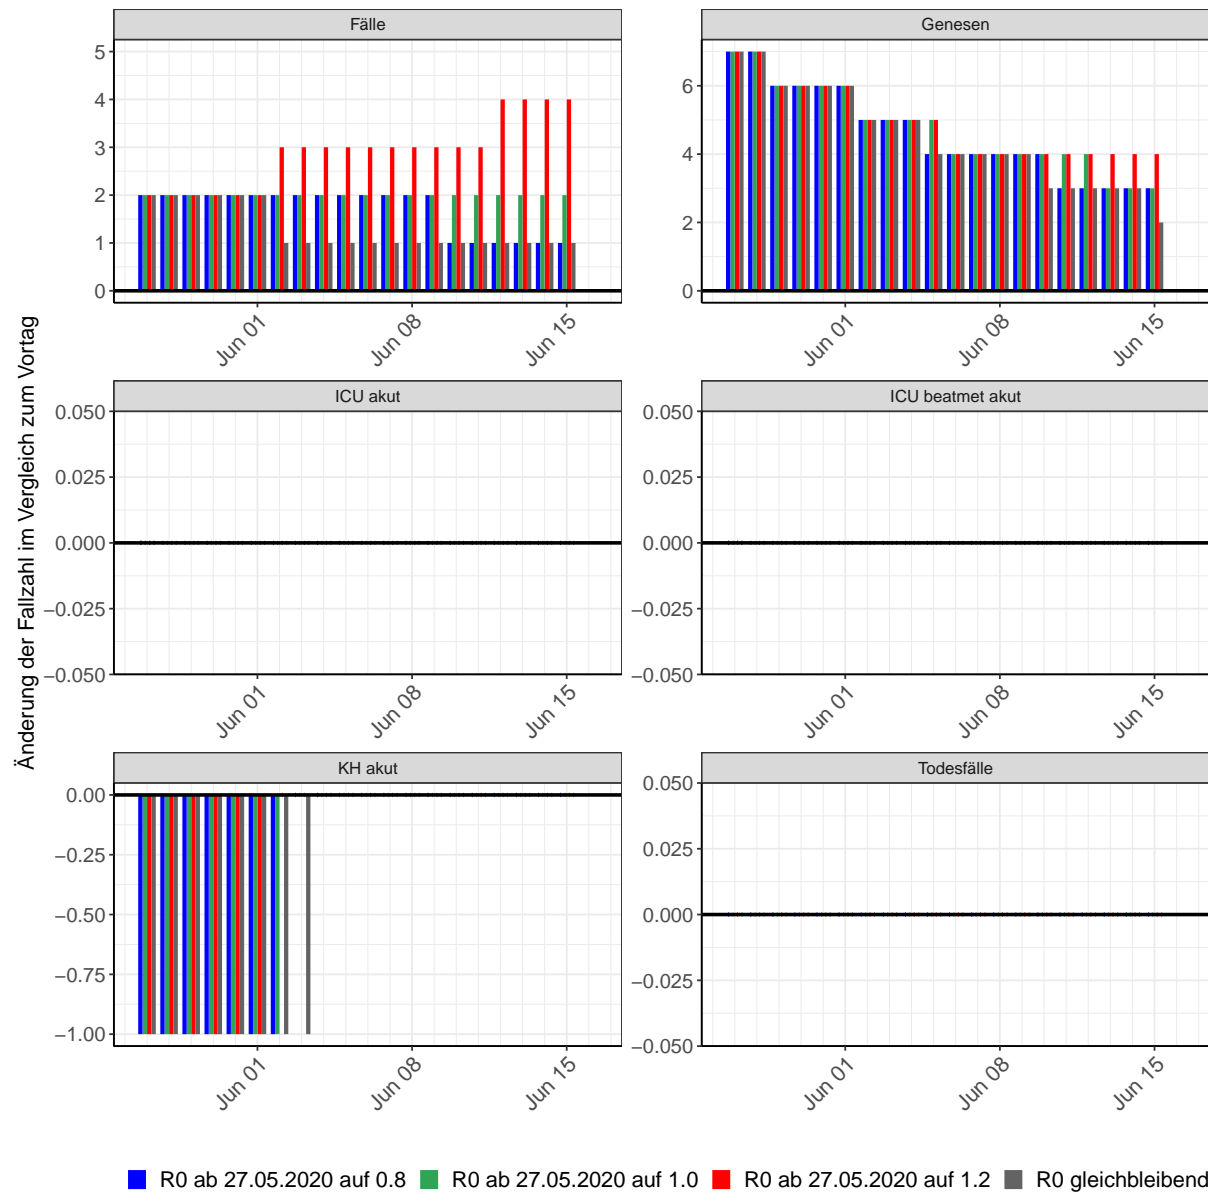 Fälle
Genesen
5
4
3
2
1
0
6
4
2
0
Jun 01
Jun 08
Jun 15
Jun 01
Jun 08
Jun 15
Änderung der Fallzahl im Vergleich zum Vortag
ICU akut
ICU beatmet akut
0.050
0.025
0.000
−0.025
−0.050
0.050
0.025
0.000
−0.025
−0.050
Jun 01
Jun 08
Jun 15
Jun 01
Jun 08
Jun 15
KH akut
Todesfälle
0.00
−0.25
−0.50
−0.75
−1.00
0.050
0.025
0.000
−0.025
−0.050
Jun 01
Jun 08
Jun 15
Jun 01
Jun 08
Jun 15
R0 ab 27.05.2020 auf 0.8
R0 ab 27.05.2020 auf 1.0
R0 ab 27.05.2020 auf 1.2
R0 gleichbleibend